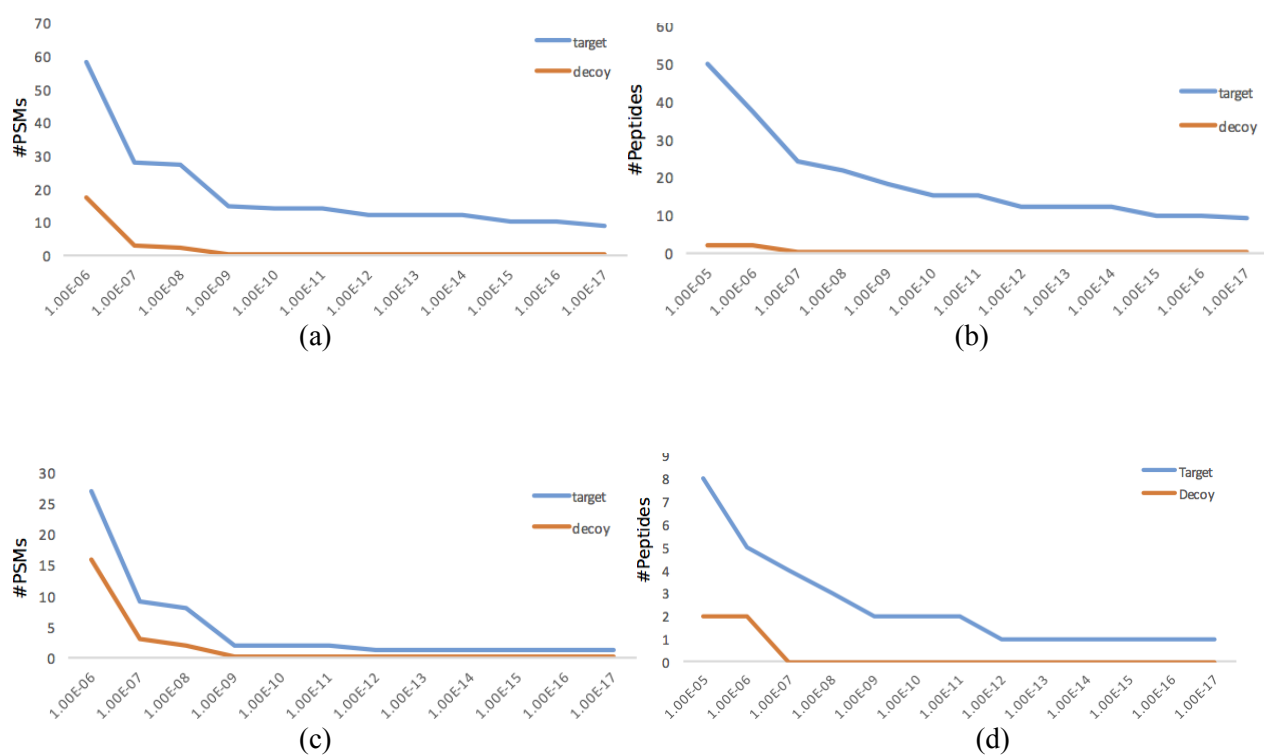 70
60
50
40
30
20
10
0
#PSMs
target
decoy
1.00E-06
1.00E-07
1.00E-08
1.00E-09
1.00E-10
1.00E-11
1.00E-12
1.00E-13
1.00E-14
1.00E-15
1.00E-16
1.00E-17
(a)
60
50
40
30
20
10
0
#Peptides
target
decoy
1.00E-05
1.00E-06
1.00E-07
1.00E-08
1.00E-09
1.00E-10
1.00E-11
1.00E-12
1.00E-13
1.00E-14
1.00E-15
1.00E-16
1.00E-17
(b)
30
25
20
15
10
5
0
#PSMs
target
decoy
1.00E-06
1.00E-07
1.00E-08
1.00E-09
1.00E-10
1.00E-11
1.00E-12
1.00E-13
1.00E-14
1.00E-15
1.00E-16
1.00E-17
(c)
9
8
7
6
5
4
3
2
1
0
#Peptides
Target
Decoy
1.00E-05
1.00E-06
1.00E-07
1.00E-08
1.00E-09
1.00E-10
1.00E-11
1.00E-12
1.00E-13
1.00E-14
1.00E-15
1.00E-16
1.00E-17
(d)